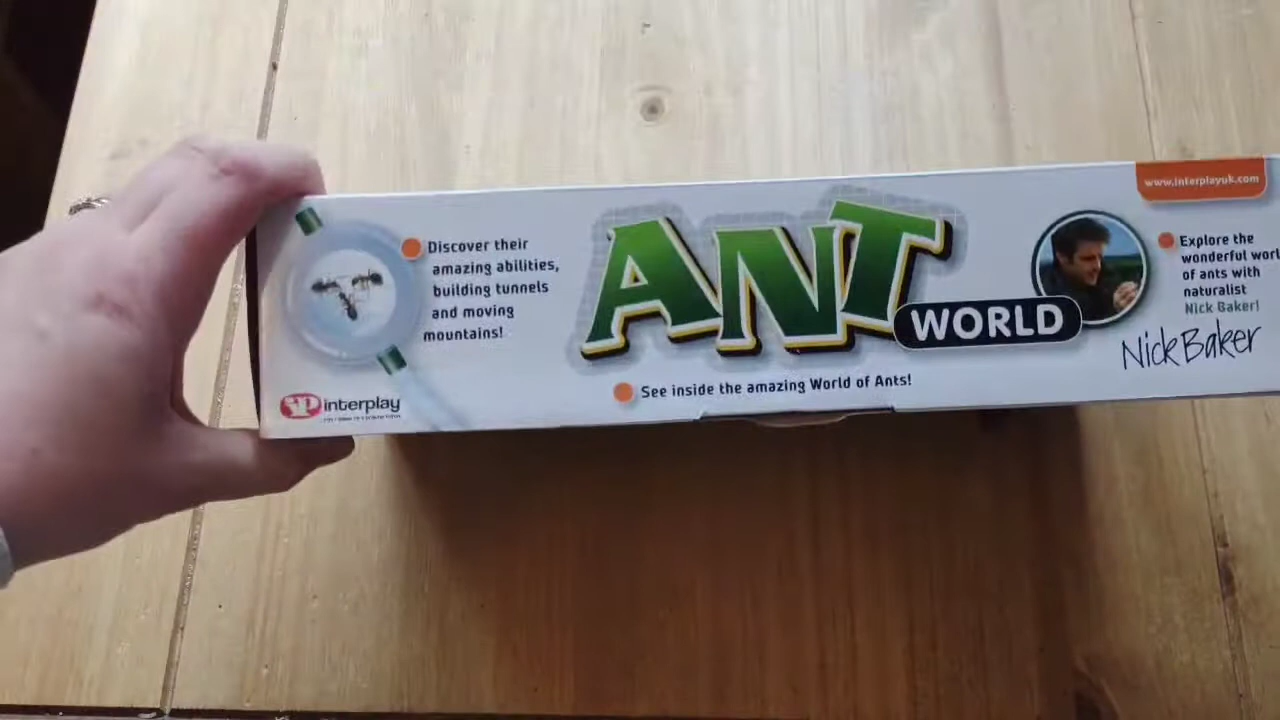 Discover their
amazing abilities,
building tunnels
and moving
mountains!
interplay
ANT
WORLD
See inside the amazing World of Ants!
www.interplayuk.com
Explore the
wonderful
of ants with
naturalist
Nick Baker!
Nick Baker